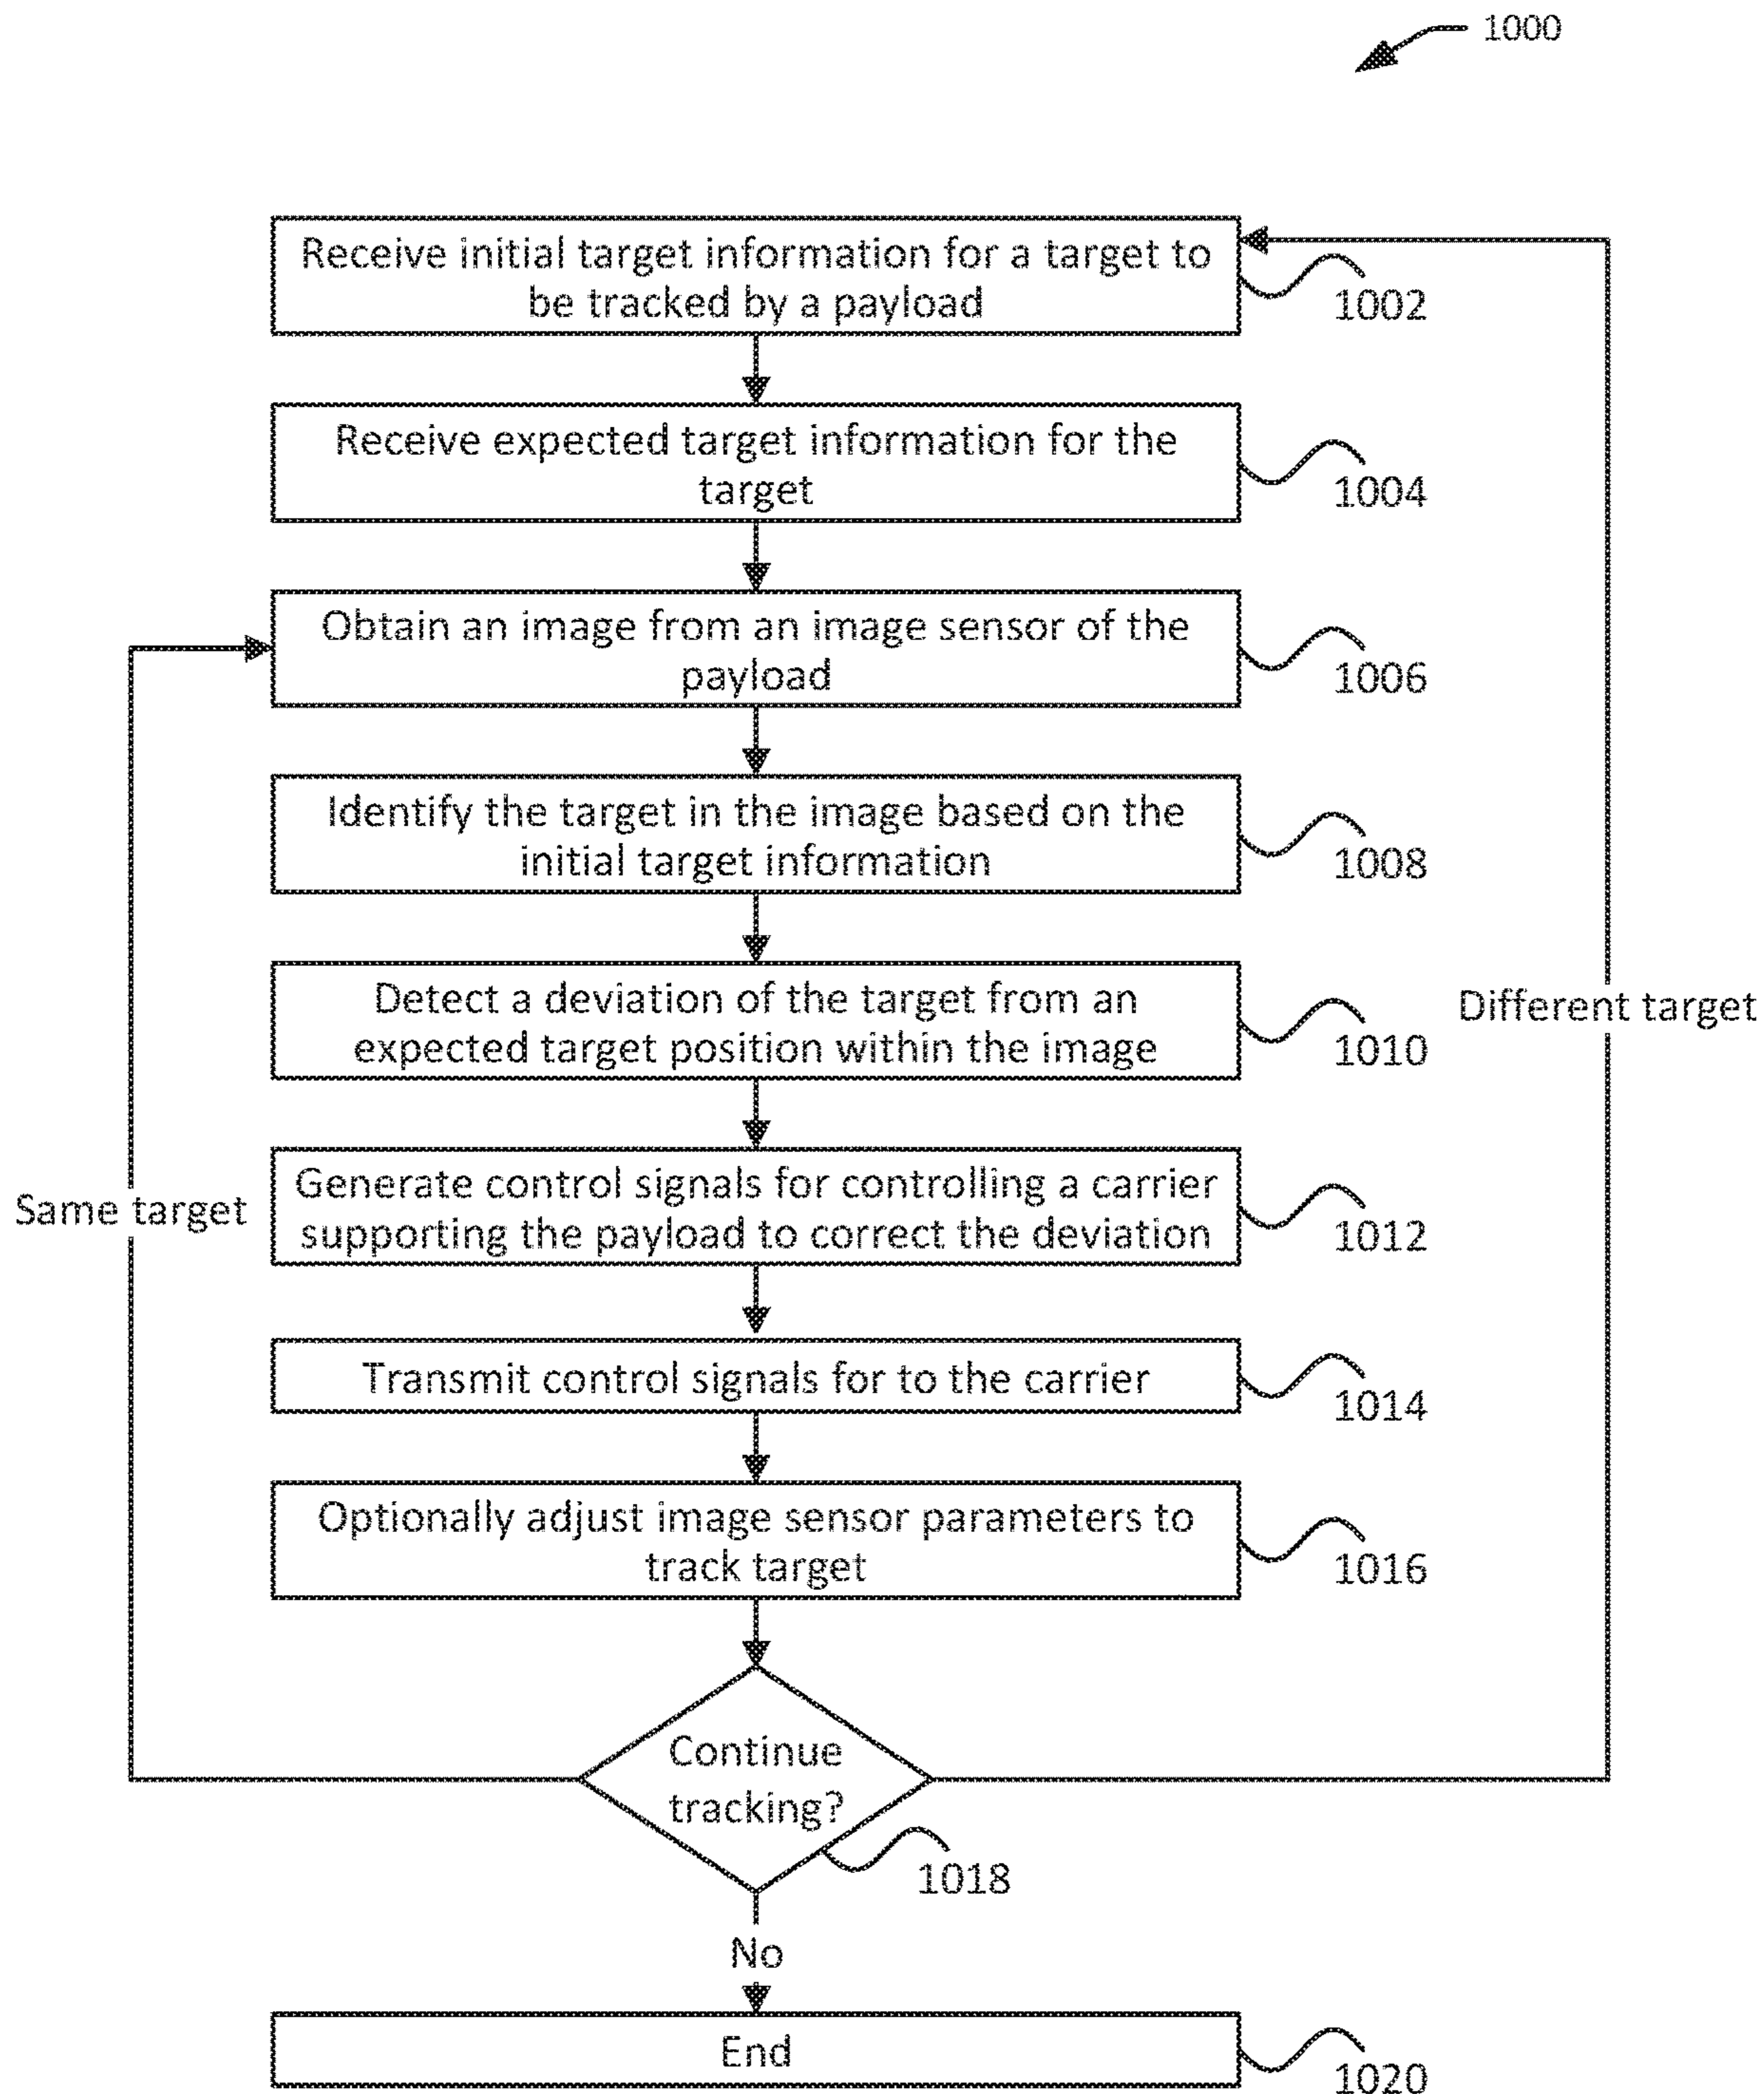 1000
Receive initial target information for a target to
be tracked by a payload
1002
Receive expected target information for the
target
1004
Obtain an image from an image sensor of the
payload
1006
Identify the target in the image based on the
initial target information
1008
Detect a deviation of the target from an
expected target position within the image
1010
Different target
Generate control signals for controlling a carrier
supporting the payload to correct the deviation
1012
Same target
Transmit control signals for to the carrier
1014
Optionally adjust image sensor parameters to
track target
1016
Continue
tracking?
1018
No
End
1020